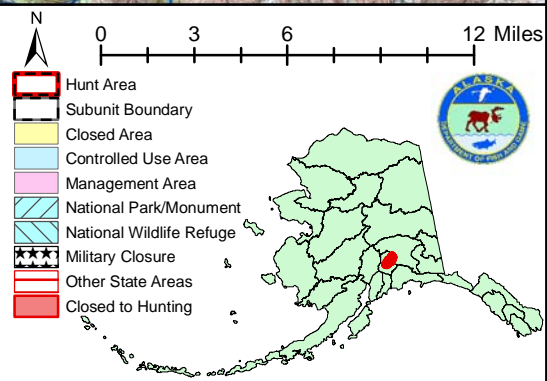 N
0 3 6 12 Miles
Hunt Area
Subunit Boundary
Closed Area
Controlled Use Area
Management Area
National Park/Monument
National Wildlife Refuge
Military Closure
Other State Areas
Closed to Hunting
ALASKA
DEPARTMENT OF FISH AND GAME